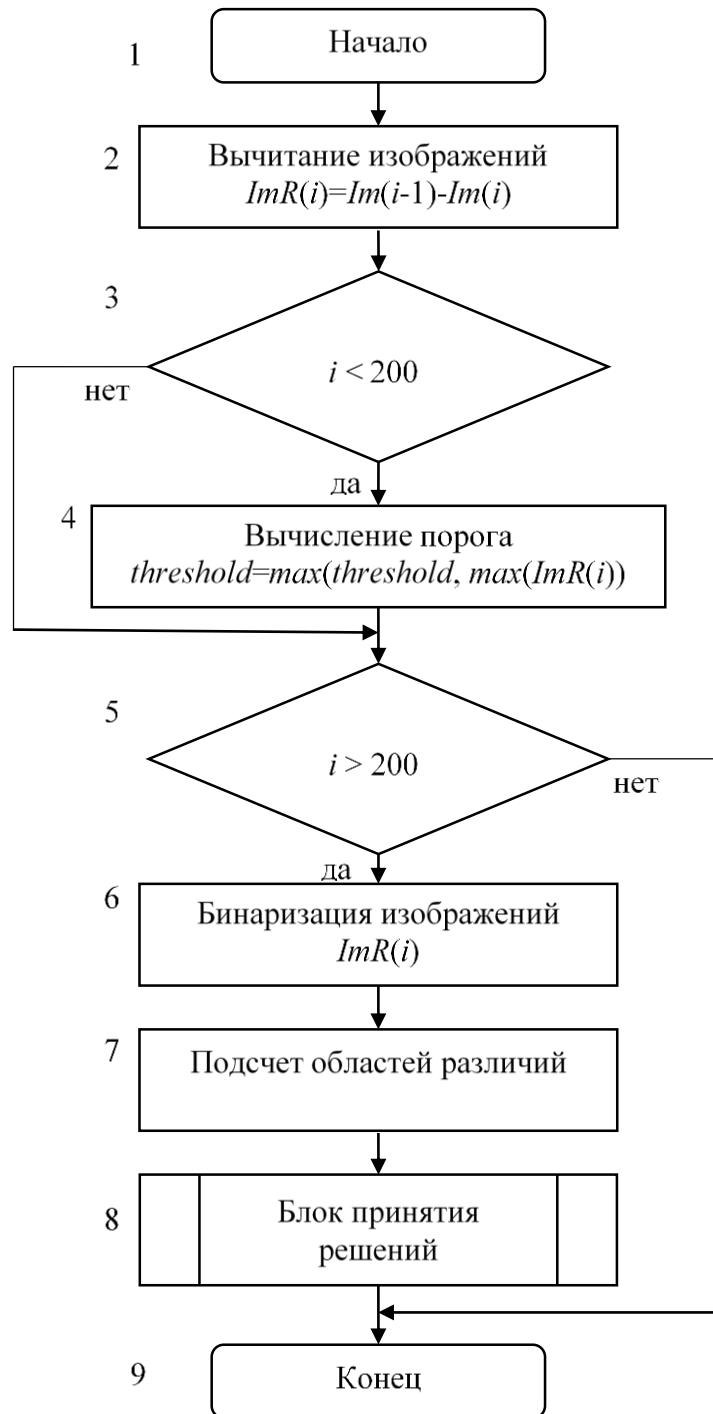 1
Начало
2
Вычитание изображений
ImR(i)=Im(i-1)-Im(i)
3
i < 200
нет
да
4
Вычисление порога
threshold=max(threshold, max(ImR(i))
5
i > 200
нет
да
6
Бинаризация изображений
ImR(i)
7
Подсчет областей различий
8
Блок принятия
решений
9
Конец